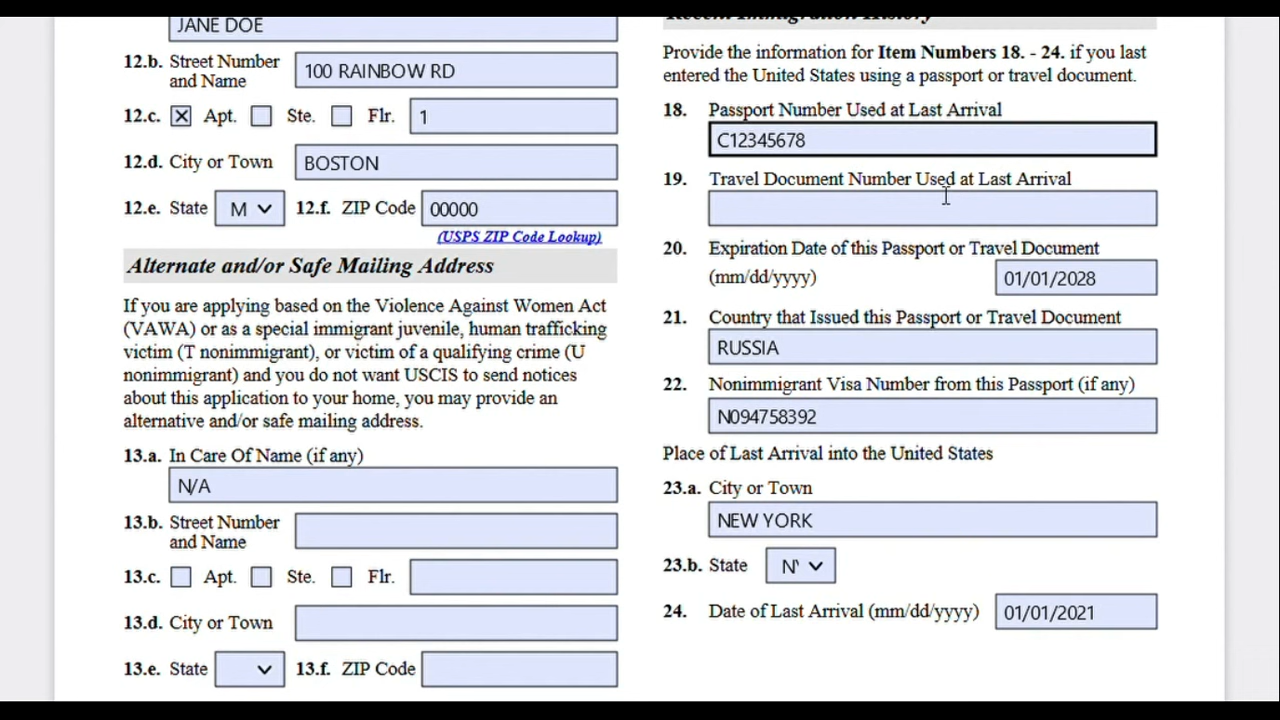 JANE DOE
12.b. Street Number and Name 100 RAINBOW RD
12.c. ☒ Apt. ☐ Ste. ☐ Flr. 1
12.d. City or Town BOSTON
12.e. State M 12.f. ZIP Code 00000
(USPS ZIP Code Lookup)
Alternate and/or Safe Mailing Address
If you are applying based on the Violence Against Women Act
(VAWA) or as a special immigrant juvenile, human trafficking
victim (T nonimmigrant), or victim of a qualifying crime (U
nonimmigrant) and you do not want USCIS to send notices
about this application to your home, you may provide an
alternative and/or safe mailing address.
13.a. In Care Of Name (if any)
N/A
13.b. Street Number and Name
13.c. ☐ Apt. ☐ Ste. ☐ Flr.
13.d. City or Town
13.e. State 13.f. ZIP Code
Recent Immigration History
Provide the information for Item Numbers 18. - 24. if you last
entered the United States using a passport or travel document.
18. Passport Number Used at Last Arrival
C12345678
19. Travel Document Number Used at Last Arrival
20. Expiration Date of this Passport or Travel Document
(mm/dd/yyyy) 01/01/2028
21. Country that Issued this Passport or Travel Document
RUSSIA
22. Nonimmigrant Visa Number from this Passport (if any)
N094758392
Place of Last Arrival into the United States
23.a. City or Town
NEW YORK
23.b. State N
24. Date of Last Arrival (mm/dd/yyyy) 01/01/2021